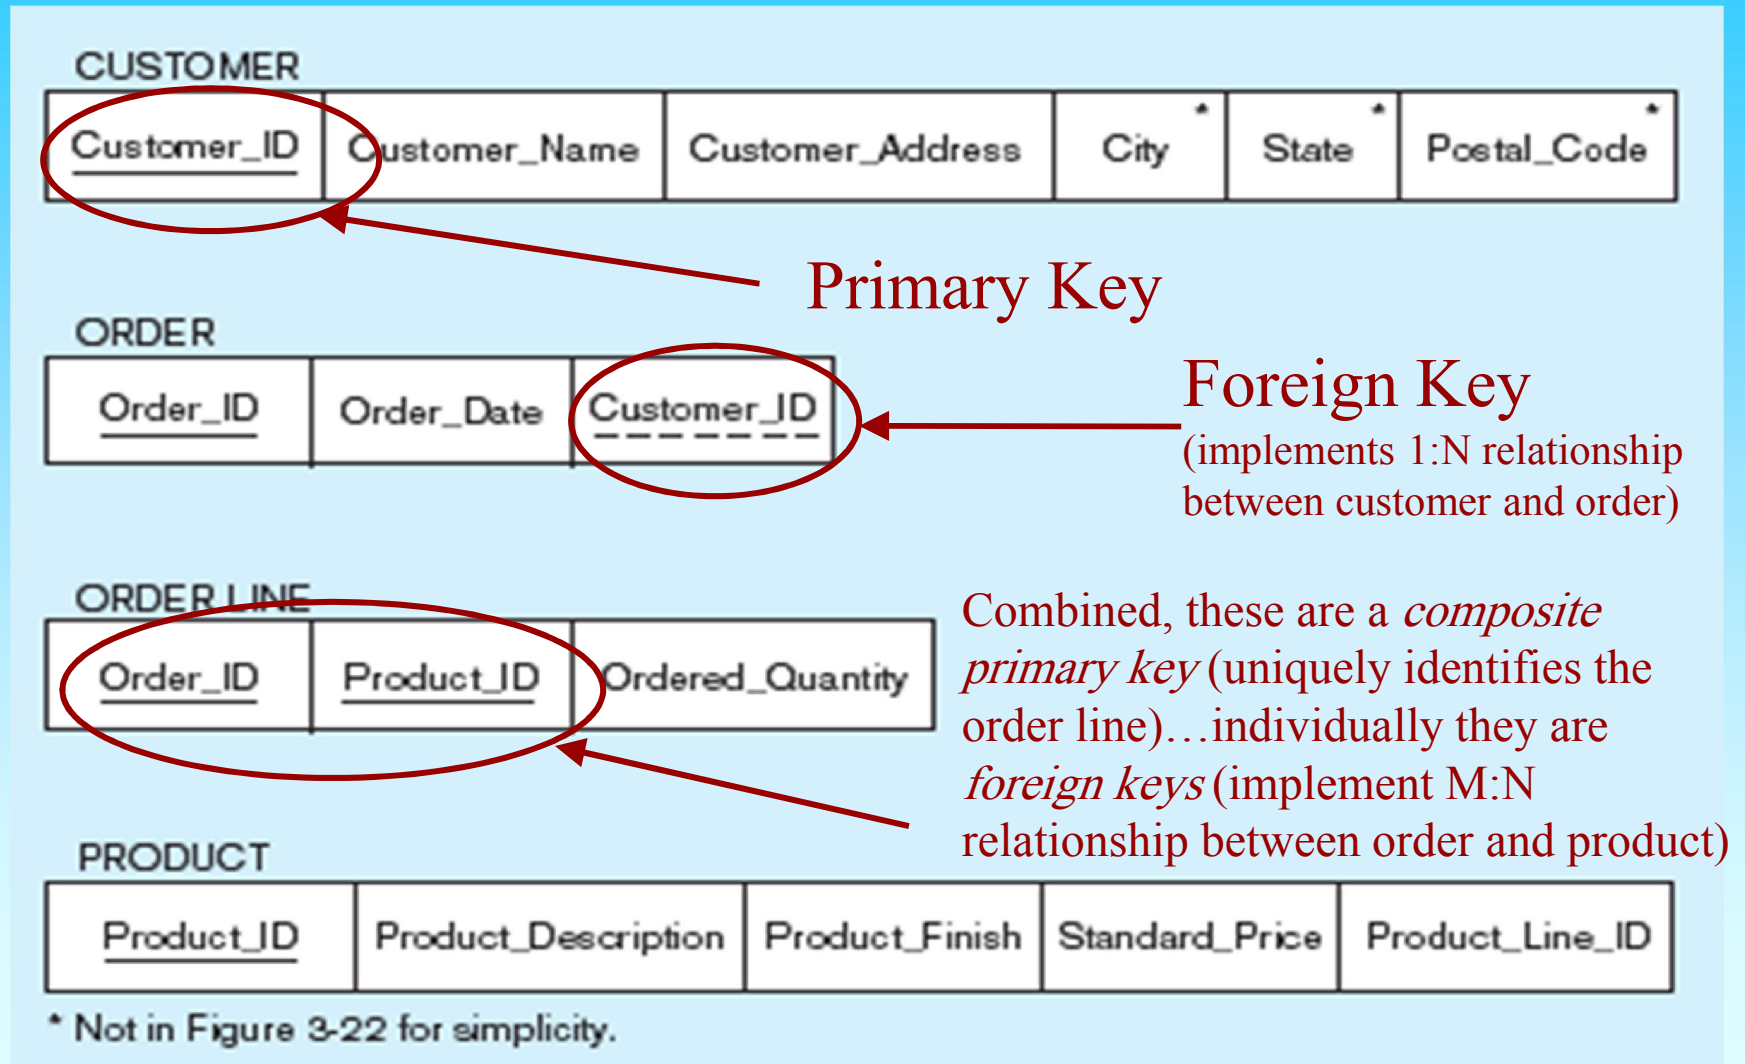 CUSTOMER
Customer_ID Customer_Name Customer_Address City * State * Postal_Code *
Primary Key
ORDER
Order_ID Order_Date Customer_ID
Foreign Key
(implements 1:N relationship
between customer and order)
ORDER LINE
Order_ID Product_ID Ordered_Quantity
Combined, these are a composite
primary key (uniquely identifies the
order line)…individually they are
foreign keys (implement M:N
relationship between order and product)
PRODUCT
Product_ID Product_Description Product_Finish Standard_Price Product_Line_ID
* Not in Figure 3-22 for simplicity.